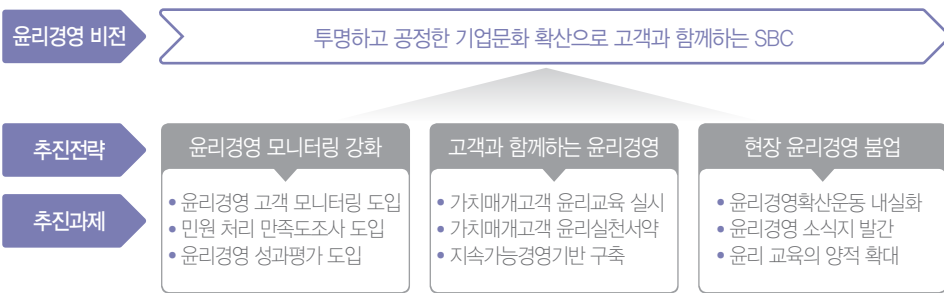 윤리경영 비전
투명하고 공정한 기업문화 확산으로 고객과 함께하는 SBC
추진전략
윤리경영 모니터링 강화
고객과 함께하는 윤리경영
현장 윤리경영 붐업
추진과제
• 윤리경영 고객 모니터링 도입
• 민원 처리 만족도조사 도입
• 윤리경영 성과평가 도입
• 가치매개고객 윤리교육 실시
• 가치매개고객 윤리실천서약
• 지속가능경영기반 구축
• 윤리경영확산운동 내실화
• 윤리경영 소식지 발간
• 윤리 교육의 양적 확대